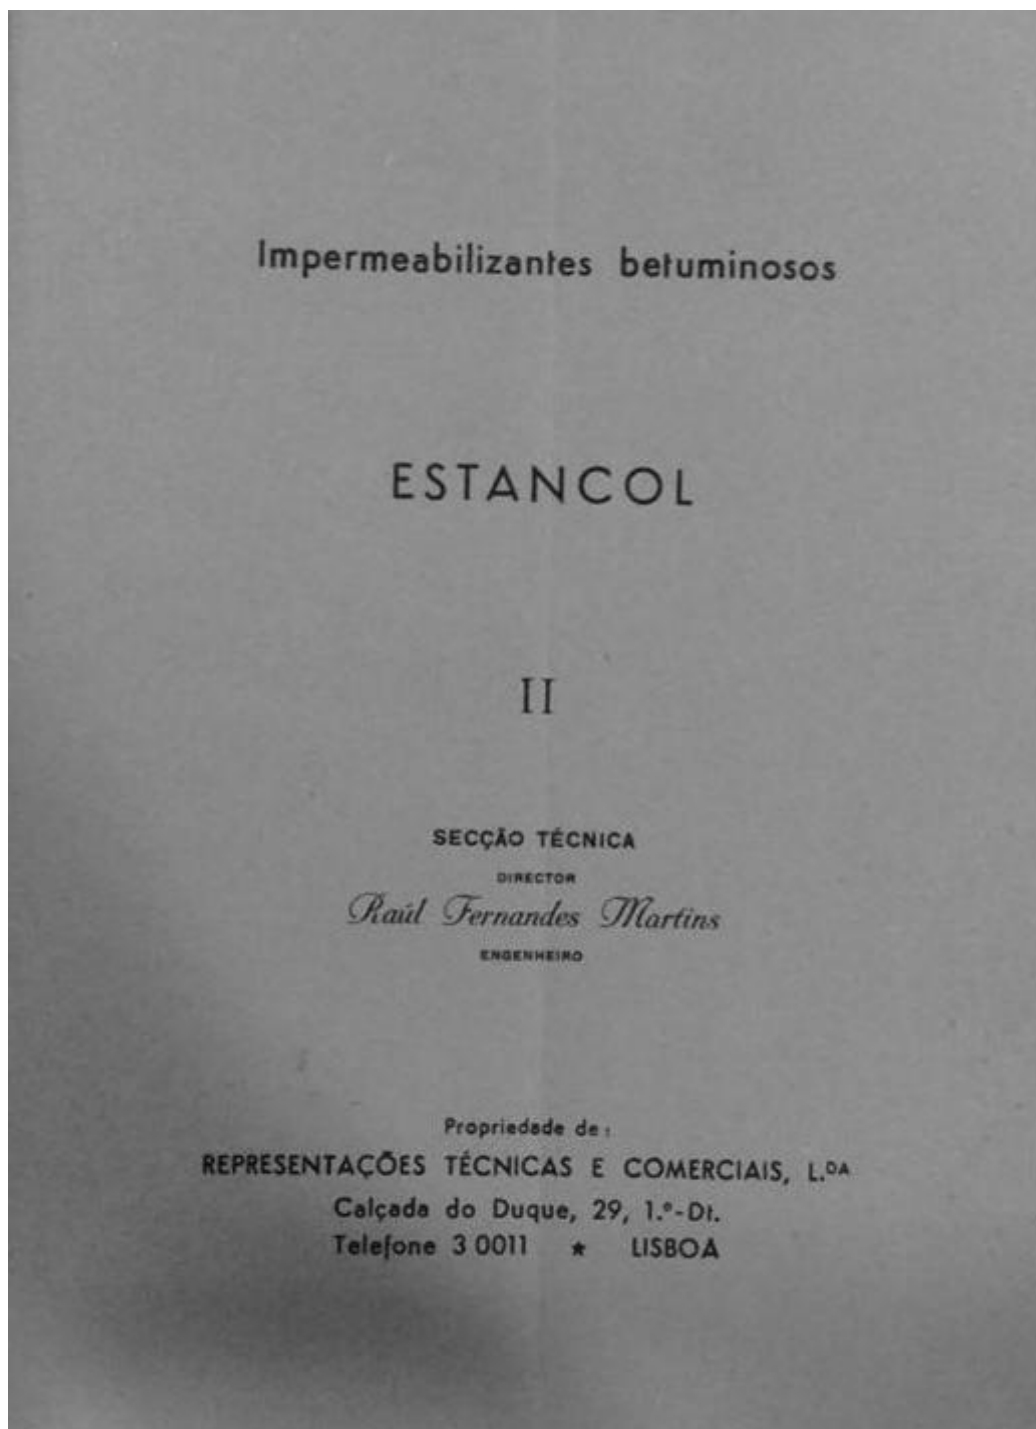 Impermeabilizantes betuminosos
ESTANCOL
II
SECÇÃO TÉCNICA
DIRECTOR
Raúl Fernandes Martins
ENGENHEIRO
Propriedade de:
REPRESENTAÇÕES TÉCNICAS E COMERCIAIS, L.DA
Calçada do Duque, 29, 1.º-Dt.
Telefone 3 0011 ★ LISBOA